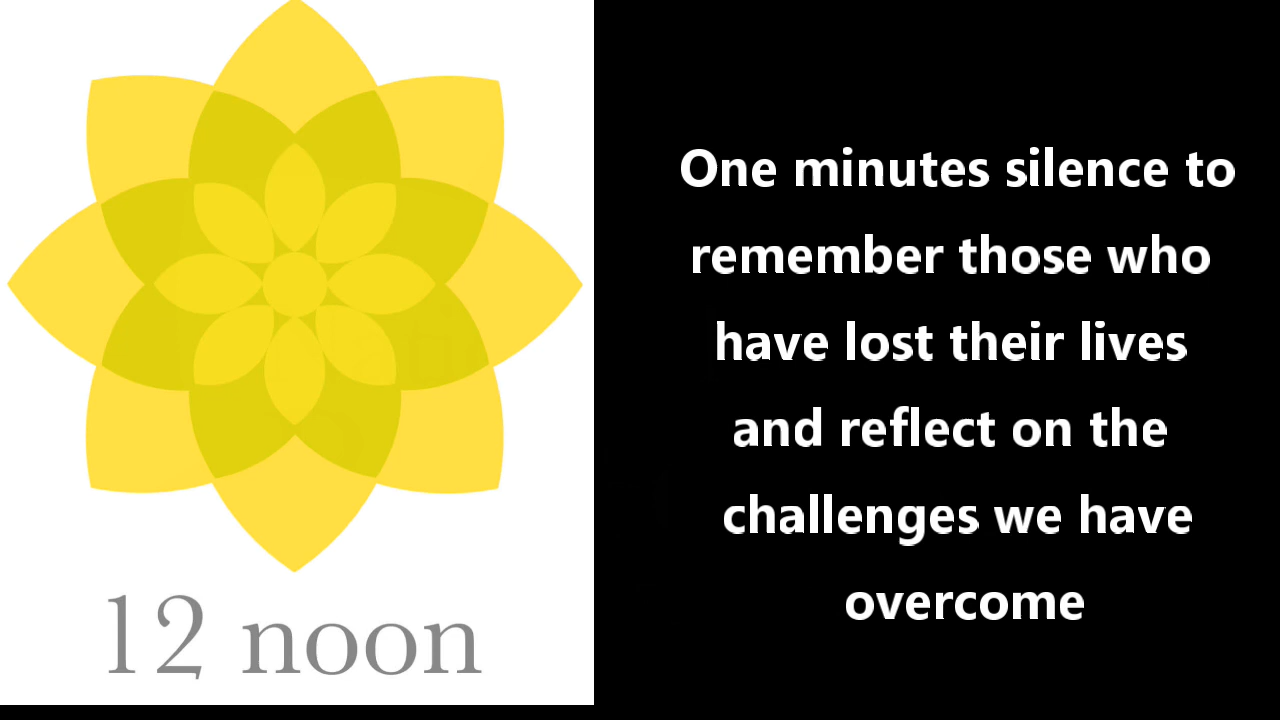 12 noon
One minutes silence to
remember those who
have lost their lives
and reflect on the
challenges we have
overcome